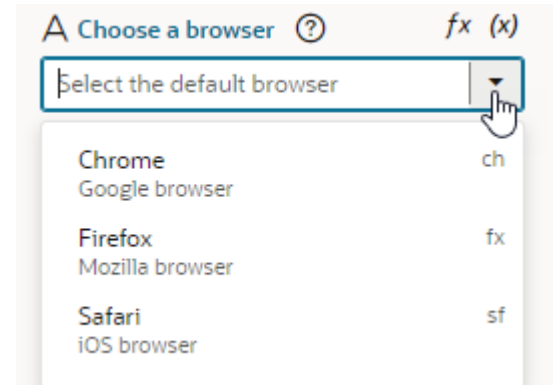 A Choose a browser ? fx (x)
Select the default browser
Chrome ch
Google browser
Firefox fx
Mozilla browser
Safari sf
iOS browser